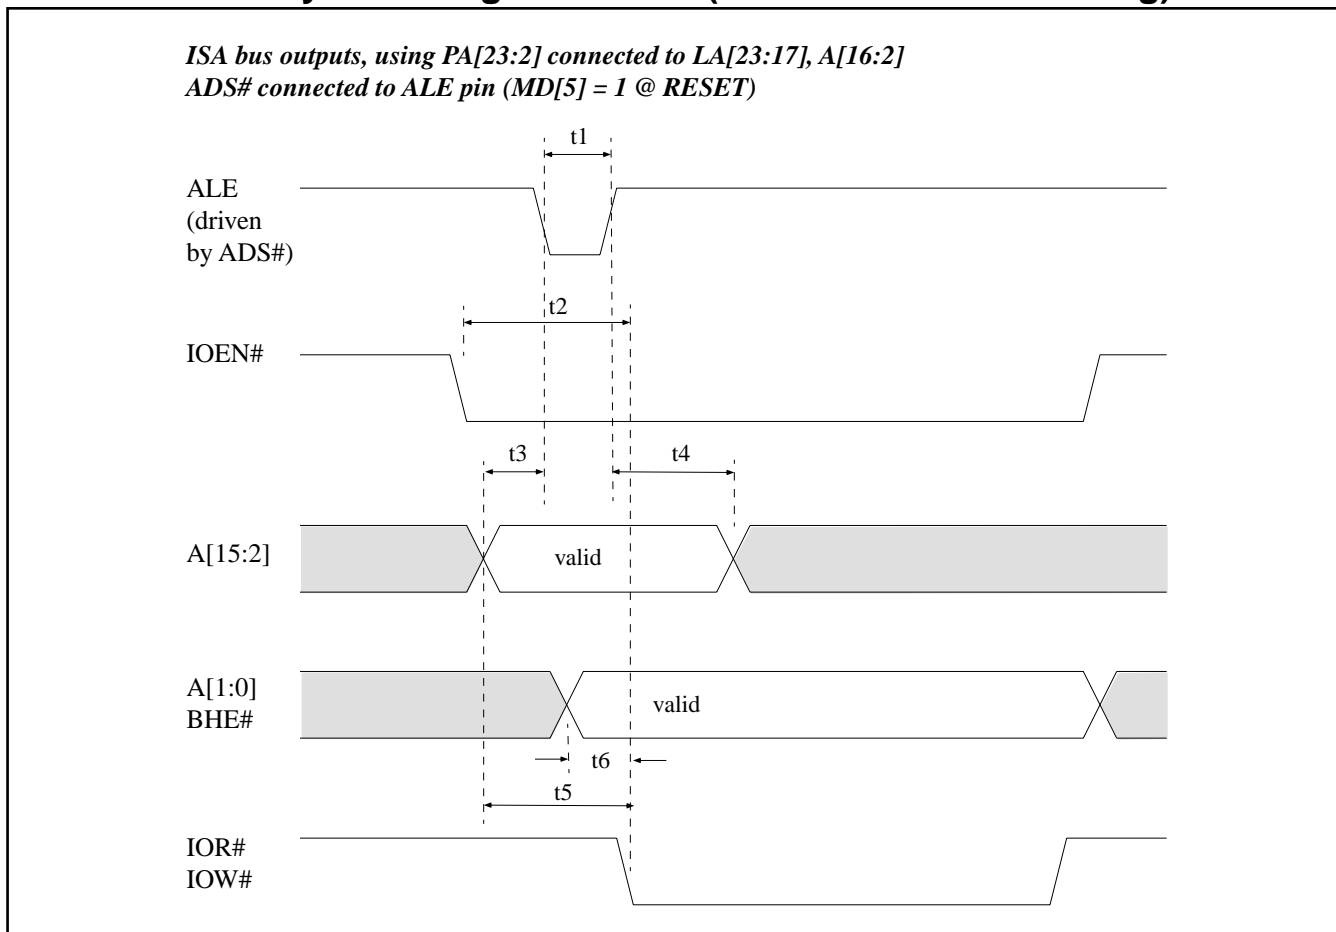 ISA bus outputs, using PA[23:2] connected to LA[23:17], A[16:2]
ADS# connected to ALE pin (MD[5] = 1 @ RESET)
t1
ALE
(driven
by ADS#)
t2
IOEN#
t3
t4
A[15:2]
valid
A[1:0]
BHE#
valid
t6
t5
IOR#
IOW#